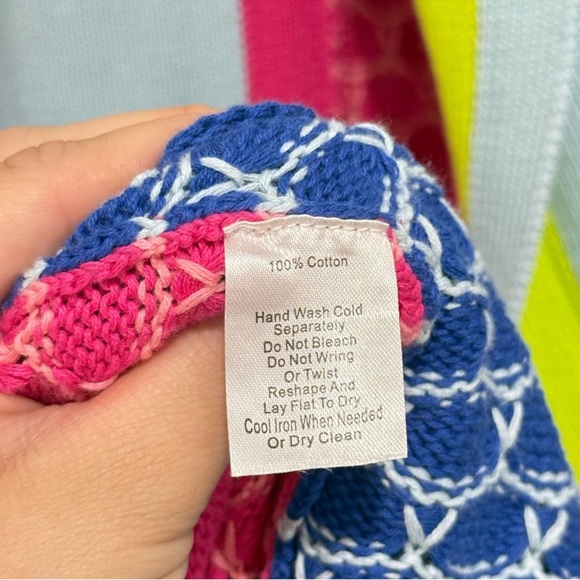 100% Cotton
Hand Wash Cold
Separately
Do Not Bleach
Do Not Wring
Or Twist
Reshape And
Lay Flat To Dry
Cool Iron When Needed
Or Dry Clean